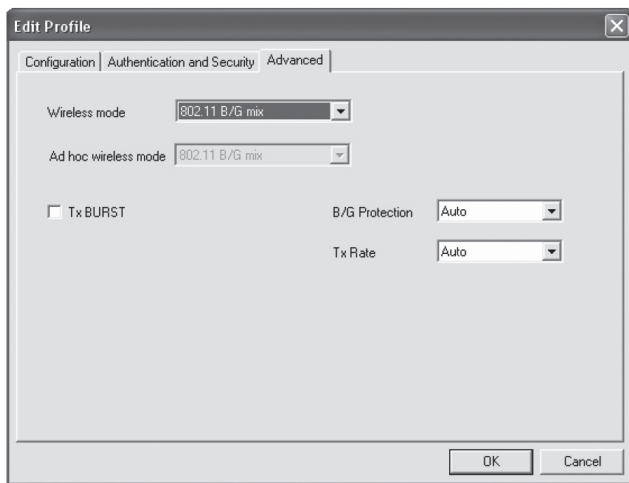 Edit Profile
Configuration
Authentication and Security
Advanced
Wireless mode
802.11 B/G mix
Ad hoc wireless mode
802.11 B/G mix
Tx BURST
B/G Protection
Auto
Tx Rate
Auto
OK
Cancel